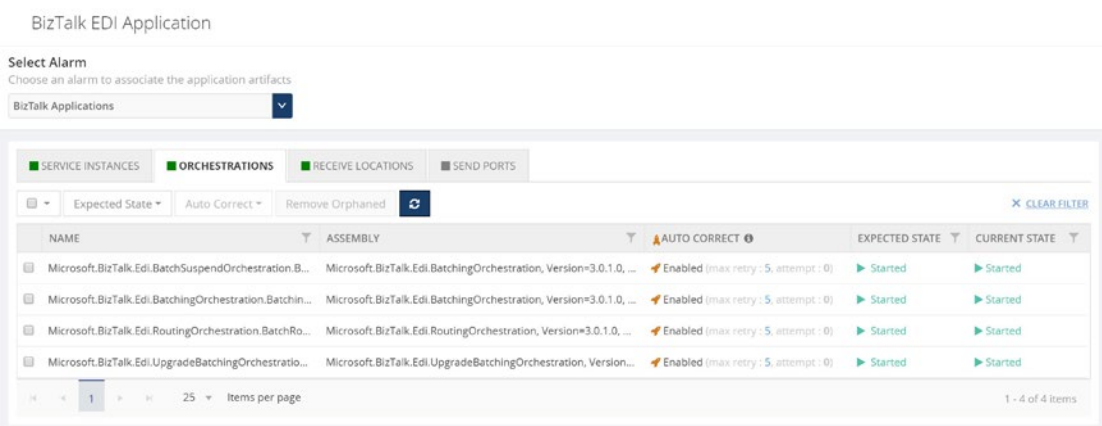 BizTalk EDI Application
Select Alarm
Choose an alarm to associate the application artifacts
BizTalk Applications
SERVICE INSTANCES ORCHESTRATIONS RECEIVE LOCATIONS SEND PORTS
Expected State Auto Correct Remove Orphaned CLEAR FILTER
NAME ASSEMBLY AUTO CORRECT EXPECTED STATE CURRENT STATE
Microsoft.BizTalk.Edi.BatchSuspendOrchestration.B... Microsoft.BizTalk.Edi.BatchingOrchestration, Version=3.0.1.0, ... Enabled (max retry : 5, attempt : 0) Started Started
Microsoft.BizTalk.Edi.BatchingOrchestration.Batchin... Microsoft.BizTalk.Edi.BatchingOrchestration, Version=3.0.1.0, ... Enabled (max retry : 5, attempt : 0) Started Started
Microsoft.BizTalk.Edi.RoutingOrchestration.BatchRo... Microsoft.BizTalk.Edi.RoutingOrchestration, Version=3.0.1.0, ... Enabled (max retry : 5, attempt : 0) Started Started
Microsoft.BizTalk.Edi.UpgradeBatchingOrchestratio... Microsoft.BizTalk.Edi.UpgradeBatchingOrchestration, Version... Enabled (max retry : 5, attempt : 0) Started Started
1 25 Items per page 1 - 4 of 4 items